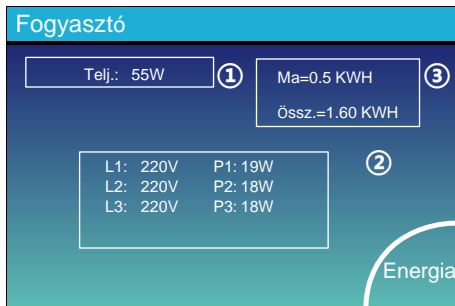 Fogyasztó
Telj.: 55W
①
Ma=0.5 KWH
Össz.=1.60 KWH
③
②
L1: 220V P1: 19W
L2: 220V P2: 18W
L3: 220V P3: 18W
Energia